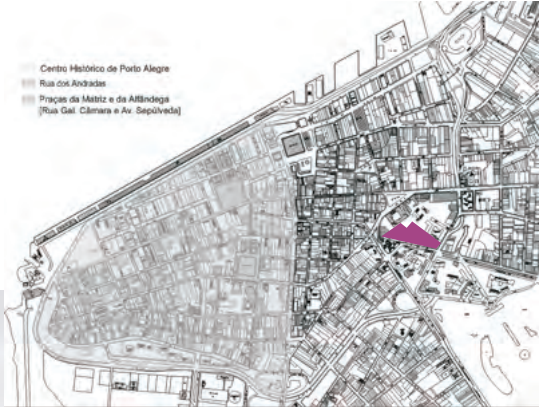 Centro Histórico de Porto Alegre
Rua dos Andradas
Praças da Matriz e da Alfândega
[Rua Gal. Câmara e Av. Sepúlveda]